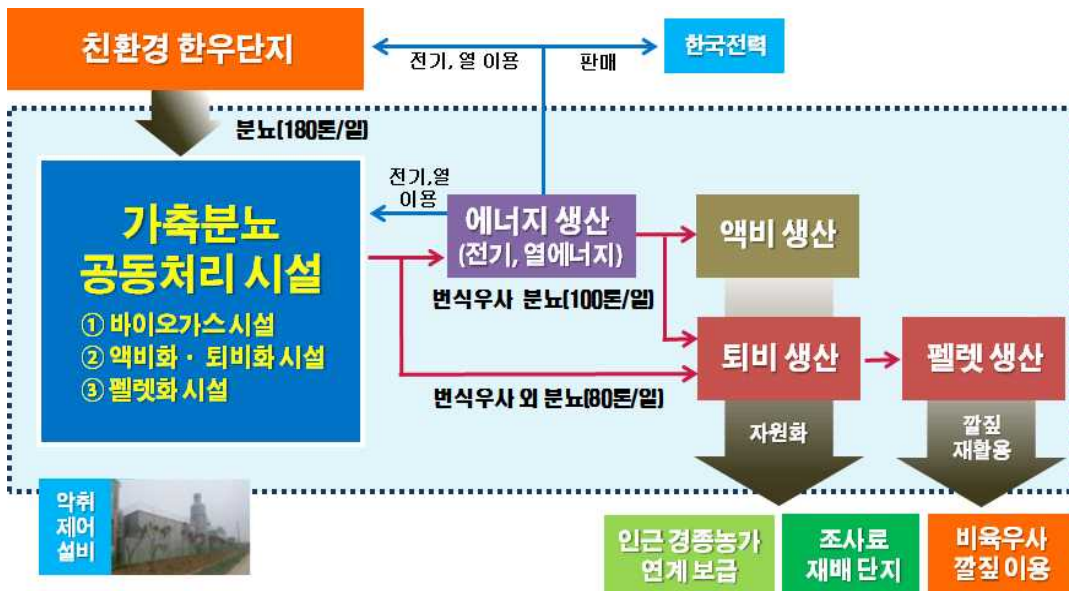 친환경 한우단지
전기, 열 이용
판매
한국전력
분뇨(180톤/일)
전기,열
이용
가축분뇨
공동처리 시설
① 바이오가스 시설
② 액비화 · 퇴비화 시설
③ 펠렛화 시설
에너지 생산
(전기, 열에너지)
액비 생산
번식우사 분뇨(100톤/일)
퇴비 생산
펠렛 생산
번식우사 외 분뇨(80톤/일)
자원화
깔짚
재활용
악취
제어
설비
인근 경종농가
연계 보급
조사료
재배 단지
비육우사
깔짚 이용